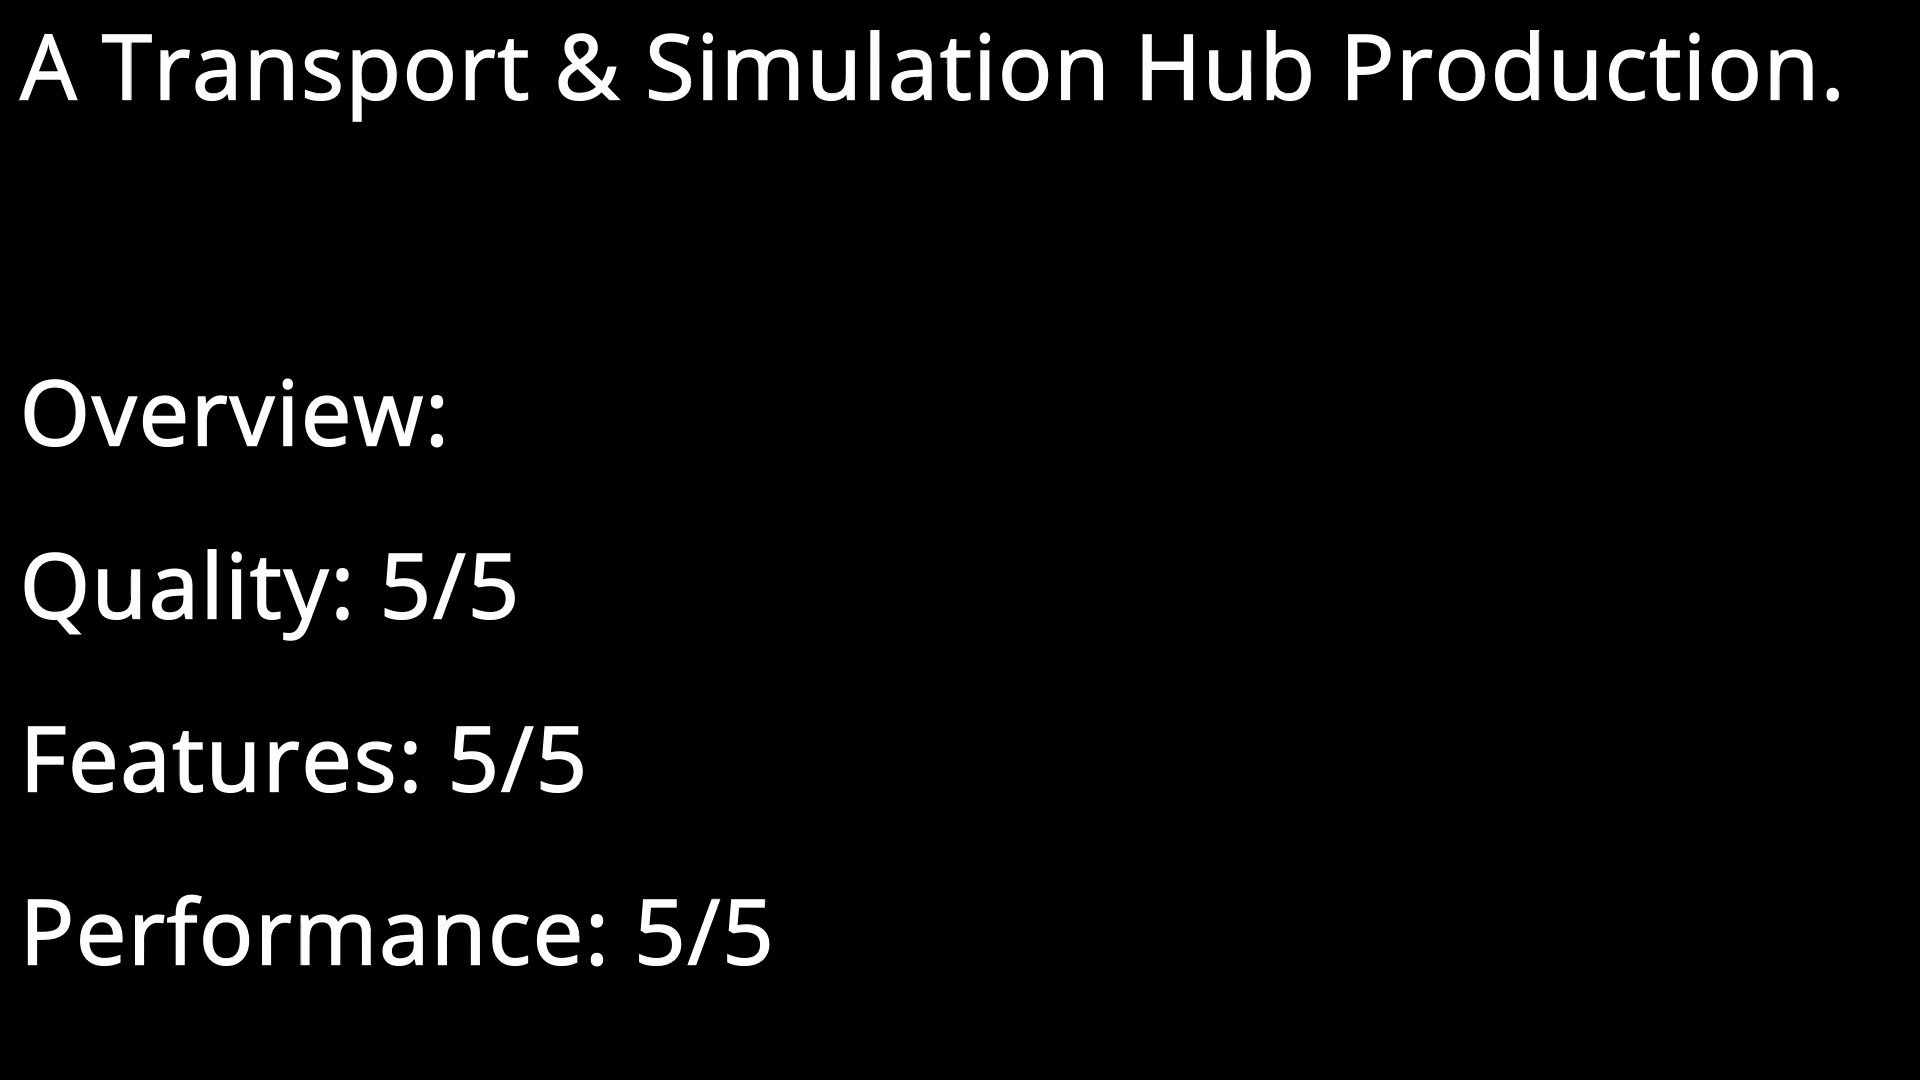 A Transport & Simulation Hub Production.
Overview:
Quality: 5/5
Features: 5/5
Performance: 5/5